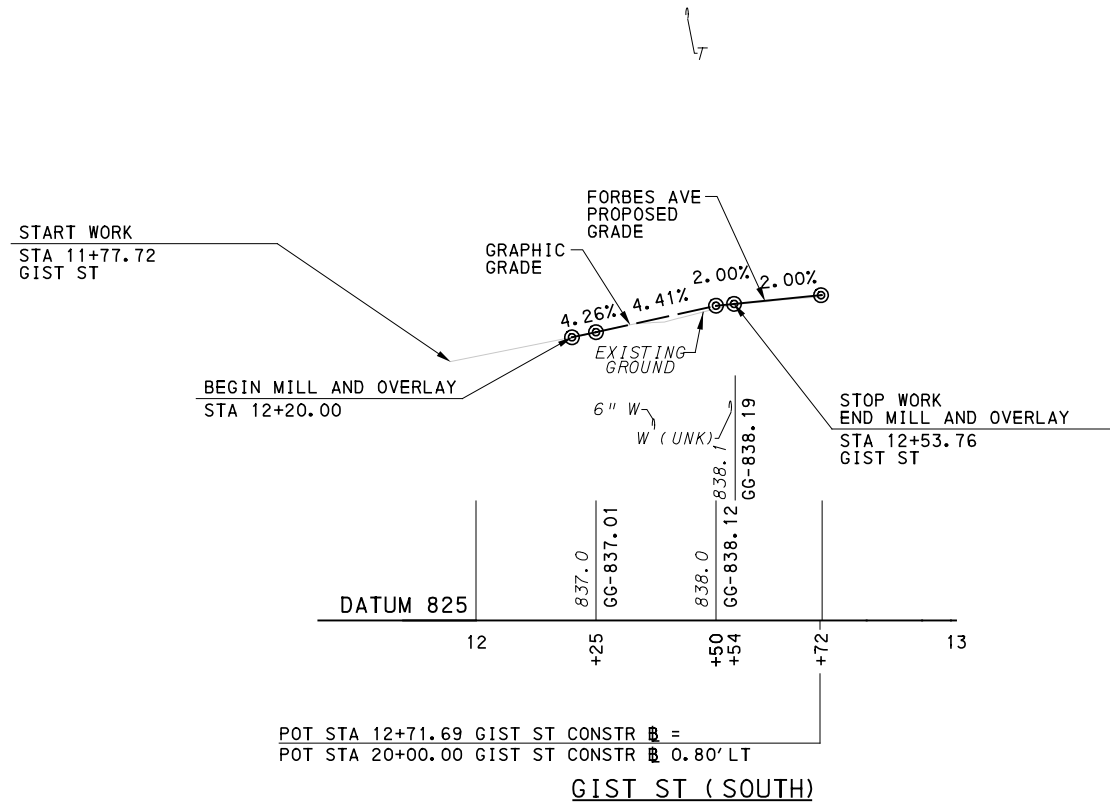 T
FORBES AVE
PROPOSED
GRADE
START WORK
STA 11+77.72
GIST ST
GRAPHIC
GRADE
4.26%
4.41%
2.00%
2.00%
EXISTING
GROUND
BEGIN MILL AND OVERLAY
STA 12+20.00
6" W
W (UNK)
STOP WORK
END MILL AND OVERLAY
STA 12+53.76
GIST ST
837.0
GG-837.01
838.0
GG-838.12
838.1
GG-838.19
DATUM 825
12
+25
+50
+54
+72
13
POT STA 12+71.69 GIST ST CONSTR ℄ =
POT STA 20+00.00 GIST ST CONSTR ℄ 0.80' LT
GIST ST (SOUTH)